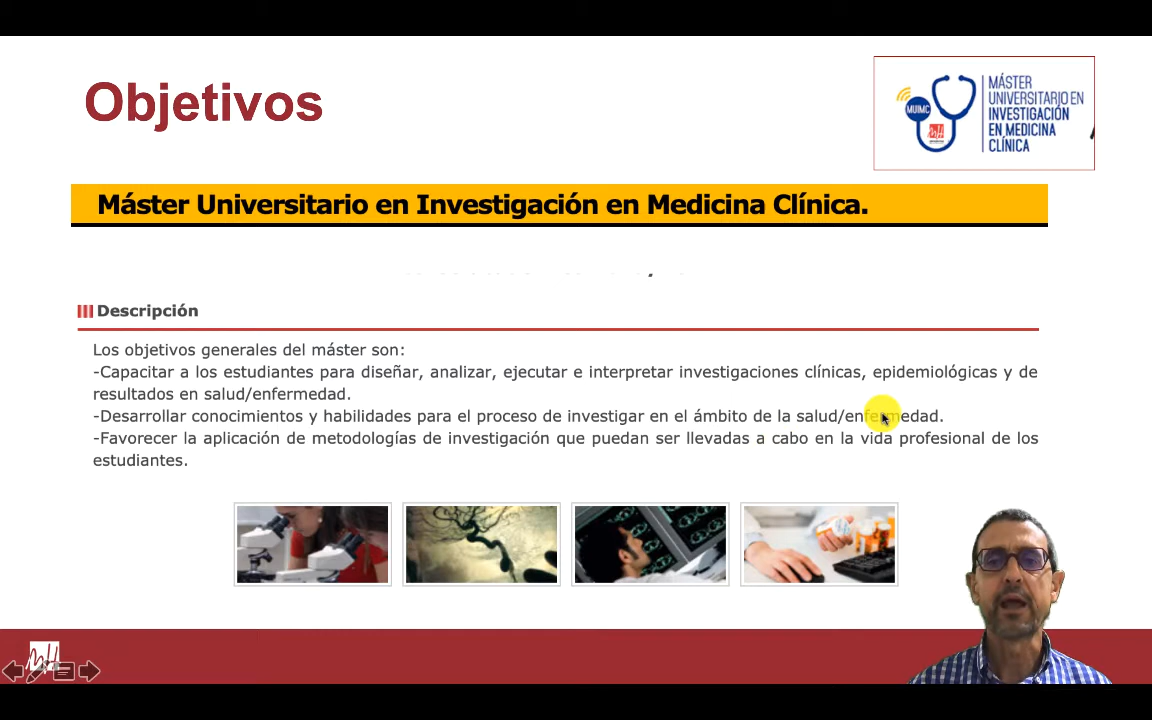 Objetivos
MÁSTER
UNIVERSITARIO EN
INVESTIGACIÓN
EN MEDICINA
CLÍNICA
MUIMC
Máster Universitario en Investigación en Medicina Clínica.
Descripción
Los objetivos generales del máster son:
-Capacitar a los estudiantes para diseñar, analizar, ejecutar e interpretar investigaciones clínicas, epidemiológicas y de
resultados en salud/enfermedad.
-Desarrollar conocimientos y habilidades para el proceso de investigar en el ámbito de la salud/enfermedad.
-Favorecer la aplicación de metodologías de investigación que puedan ser llevadas a cabo en la vida profesional de los
estudiantes.